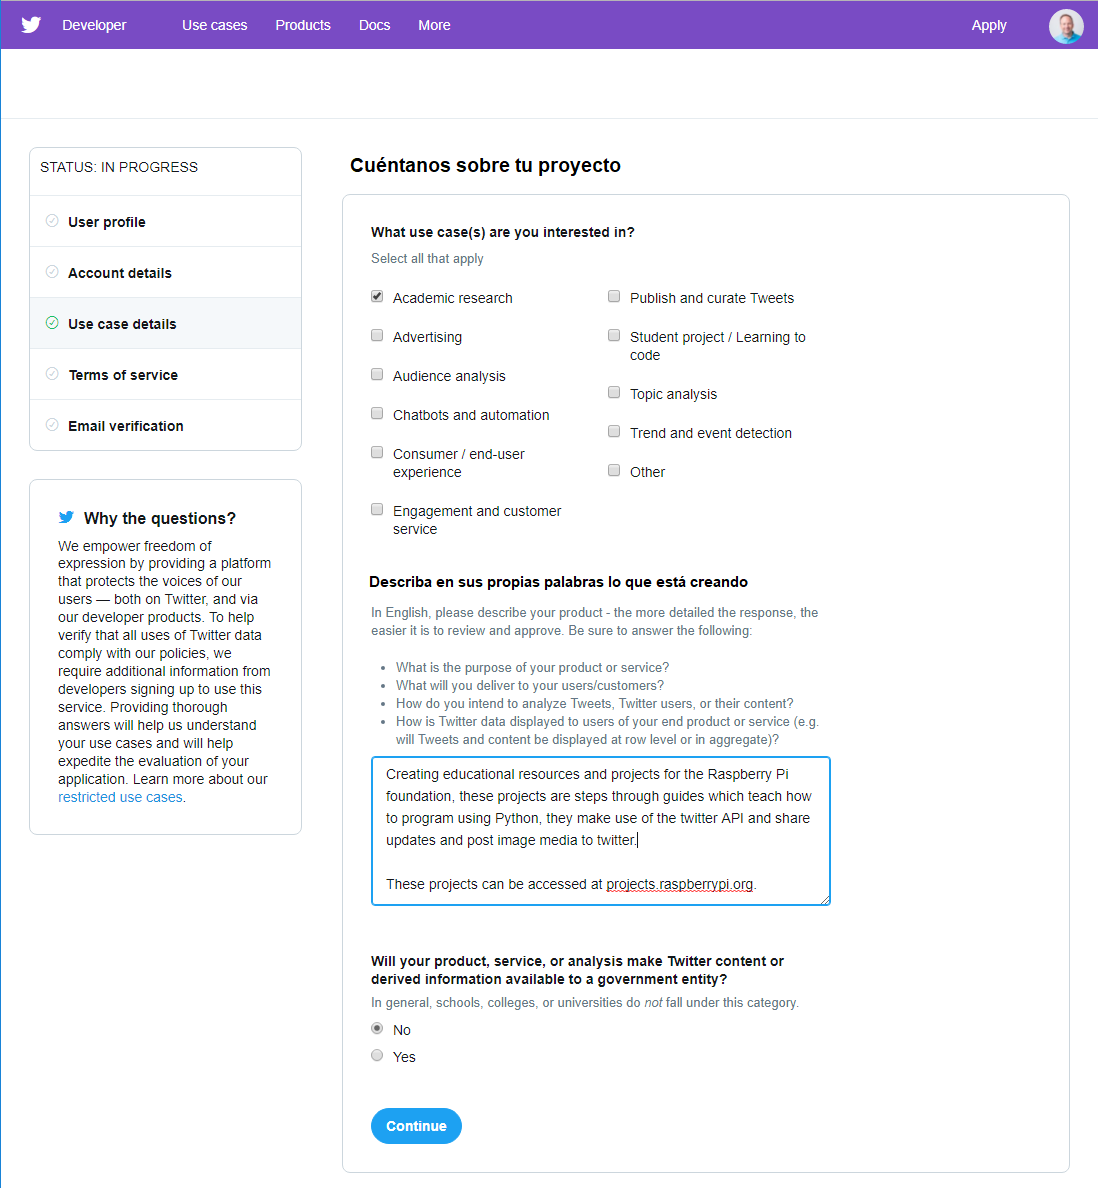 Developer
Use cases
Products
Docs
More
Apply
STATUS: IN PROGRESS
User profile
Account details
Use case details
Terms of service
Email verification
Why the questions?
We empower freedom of
expression by providing a platform
that protects the voices of our
users — both on Twitter, and via
our developer products. To help
verify that all uses of Twitter data
comply with our policies, we
require additional information from
developers signing up to use this
service. Providing thorough
answers will help us understand
your use cases and will help
expedite the evaluation of your
application. Learn more about our
restricted use cases.
Cuéntanos sobre tu proyecto
What use case(s) are you interested in?
Select all that apply
Academic research
Advertising
Audience analysis
Chatbots and automation
Consumer / end-user
experience
Engagement and customer
service
Publish and curate Tweets
Student project / Learning to
code
Topic analysis
Trend and event detection
Other
Describa en sus propias palabras lo que está creando
In English, please describe your product - the more detailed the response, the
easier it is to review and approve. Be sure to answer the following:
• What is the purpose of your product or service?
• What will you deliver to your users/customers?
• How do you intend to analyze Tweets, Twitter users, or their content?
• How is Twitter data displayed to users of your end product or service (e.g.
will Tweets and content be displayed at row level or in aggregate)?
Creating educational resources and projects for the Raspberry Pi
foundation, these projects are steps through guides which teach how
to program using Python, they make use of the twitter API and share
updates and post image media to twitter.
These projects can be accessed at projects.raspberrypi.org.
Will your product, service, or analysis make Twitter content or
derived information available to a government entity?
In general, schools, colleges, or universities do not fall under this category.
No
Yes
Continue